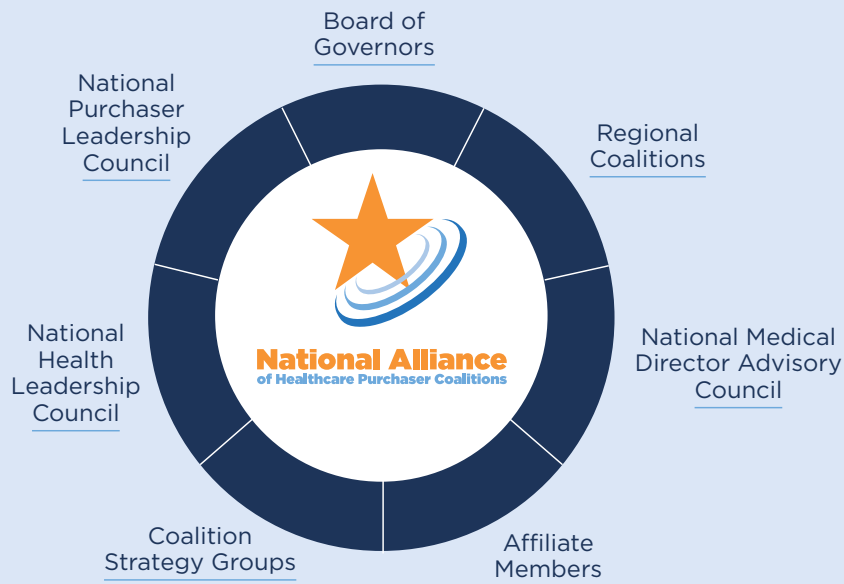 Board of
Governors
National
Purchaser
Leadership
Council
Regional
Coalitions
National Alliance
of Healthcare Purchaser Coalitions
National
Health
Leadership
Council
National Medical
Director Advisory
Council
Coalition
Strategy Groups
Affiliate
Members